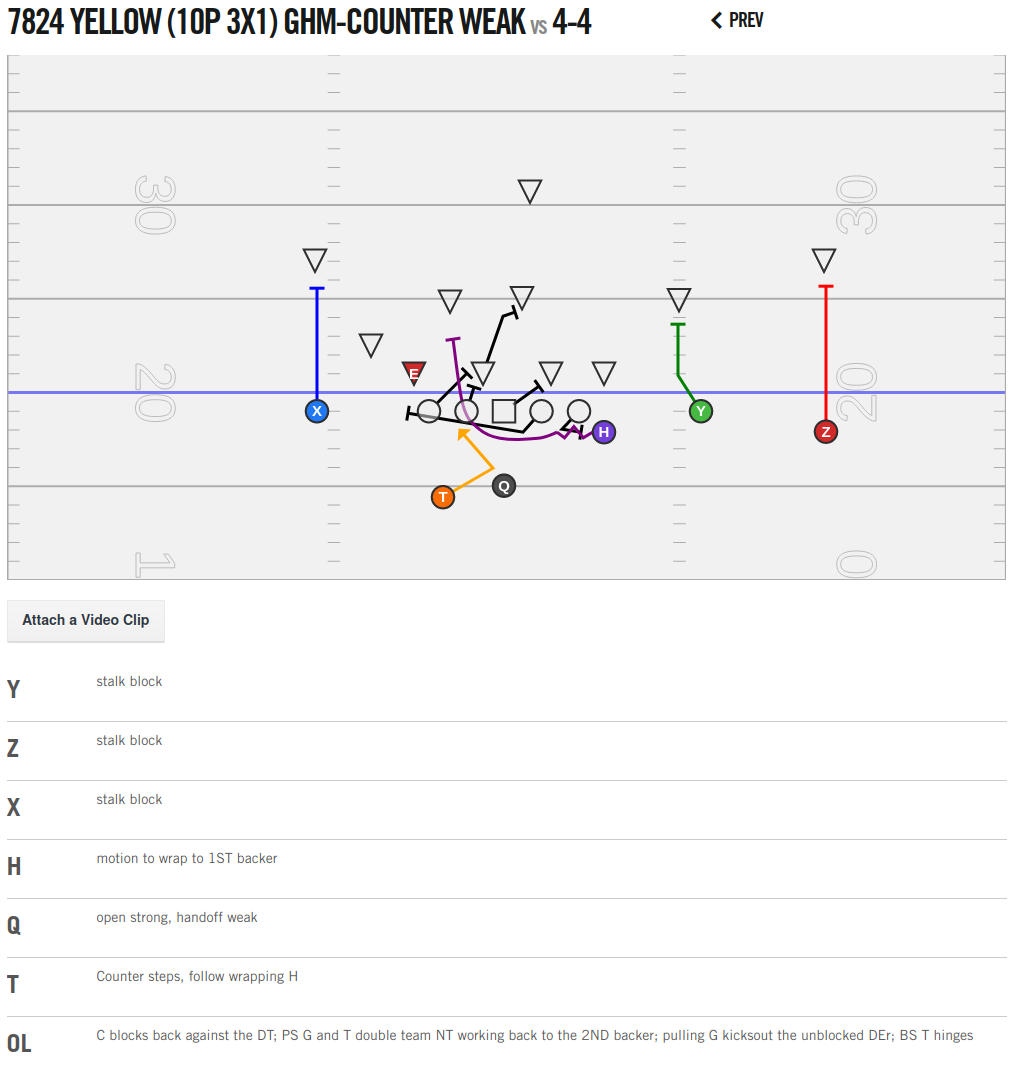 7824 YELLOW (10P 3X1) GHM-COUNTER WEAK VS 4-4
PREV
30
30
20
20
E
X
Y
H
Z
T
Q
1
0
Attach a Video Clip
Y stalk block
Z stalk block
X stalk block
H motion to wrap to 1ST backer
Q open strong, handoff weak
T Counter steps, follow wrapping H
OL C blocks back against the DT; PS G and T double team NT working back to the 2ND backer; pulling G kicksout the unblocked DEr; BS T hinges